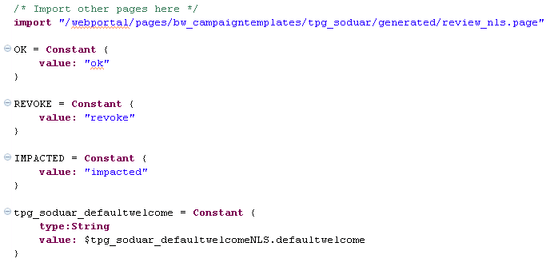 /* Import other pages here */
import "/webportal/pages/bw_campaigntemplates/tpg_soduar/generated/review_nls.page"
OK = Constant {
value: "ok"
}
REVOKE = Constant {
value: "revoke"
}
IMPACTED = Constant {
value: "impacted"
}
tpg_soduar_defaultwelcome = Constant {
type:String
value: $tpg_soduar_defaultwelcomeNLS.defaultwelcome
}